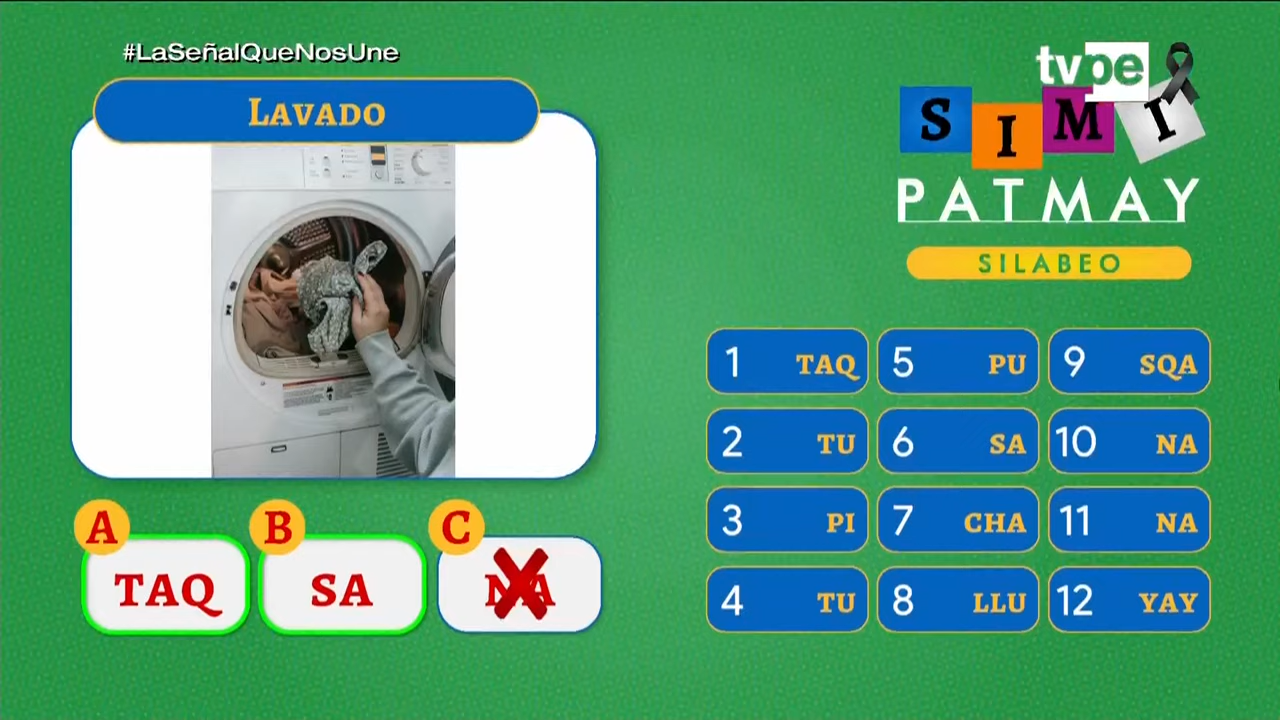 #LaSeñalQueNosUne
LAVADO
tvpe
SIMI
PATMAY
SILABEO
1 TAQ
5 PU
9 SQA
2 TU
6 SA
10 NA
3 PI
7 CHA
11 NA
4 TU
8 LLU
12 YAY
A
TAQ
B
SA
C
NA